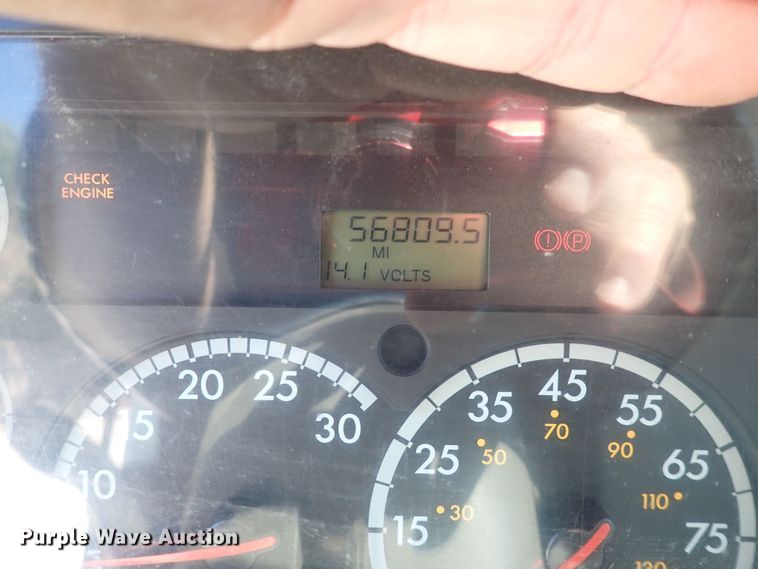 CHECK
ENGINE
56809.5
MI
14.1 VOLTS
(!) (P)
10 15 20 25 30
15 25 35 45 55 65 75
30 50 70 90 110
Purple Wave Auction